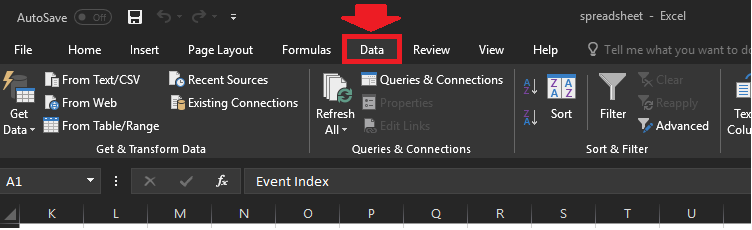 AutoSave Off spreadsheet - Excel
File Home Insert Page Layout Formulas Data Review View Help Tell me what you want to do
Get Data From Text/CSV From Web From Table/Range Recent Sources Existing Connections
Refresh All Queries & Connections Properties Edit Links
A Z Z A Z A A Z Sort Filter Clear Reapply Advanced
Get & Transform Data Queries & Connections Sort & Filter
A1 fx Event Index
K L M N O P Q R S T U